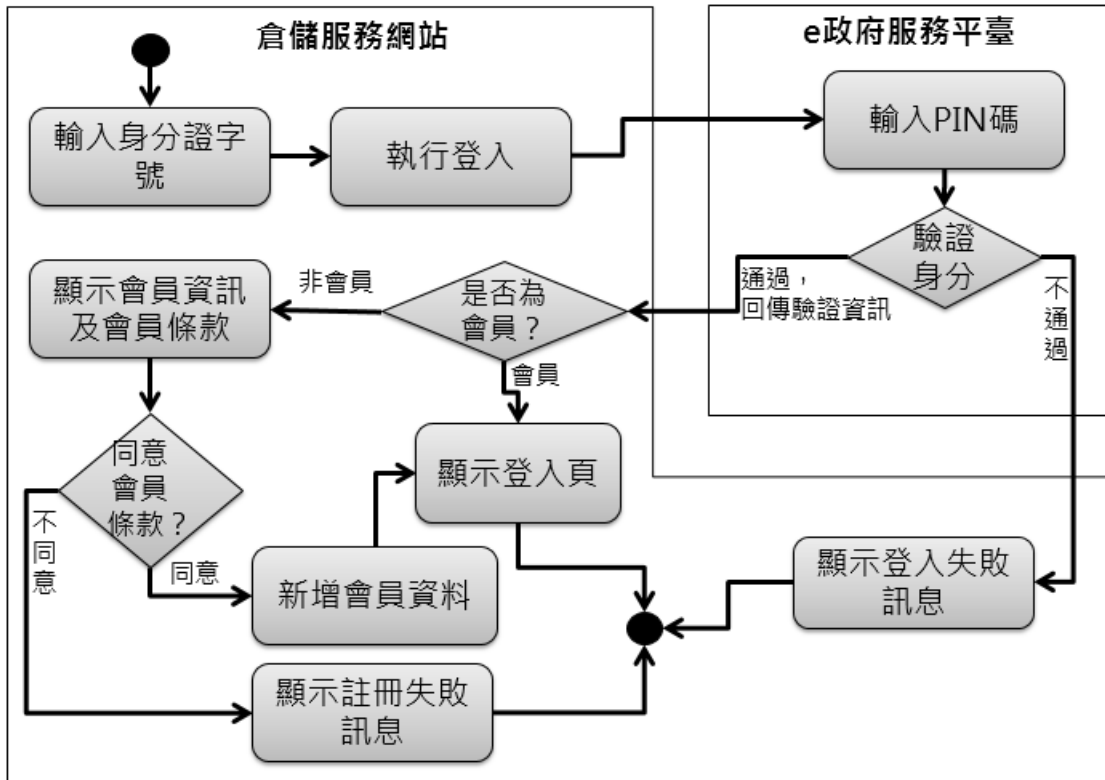 倉儲服務網站
e政府服務平臺
輸入身分證字
號
執行登入
輸入PIN碼
驗證
身分
通過，
回傳驗證資訊
不
通
過
是否為
會員？
非會員
會員
顯示會員資訊
及會員條款
同意
會員
條款？
不
同
意
同意
新增會員資料
顯示登入頁
顯示登入失敗
訊息
顯示註冊失敗
訊息